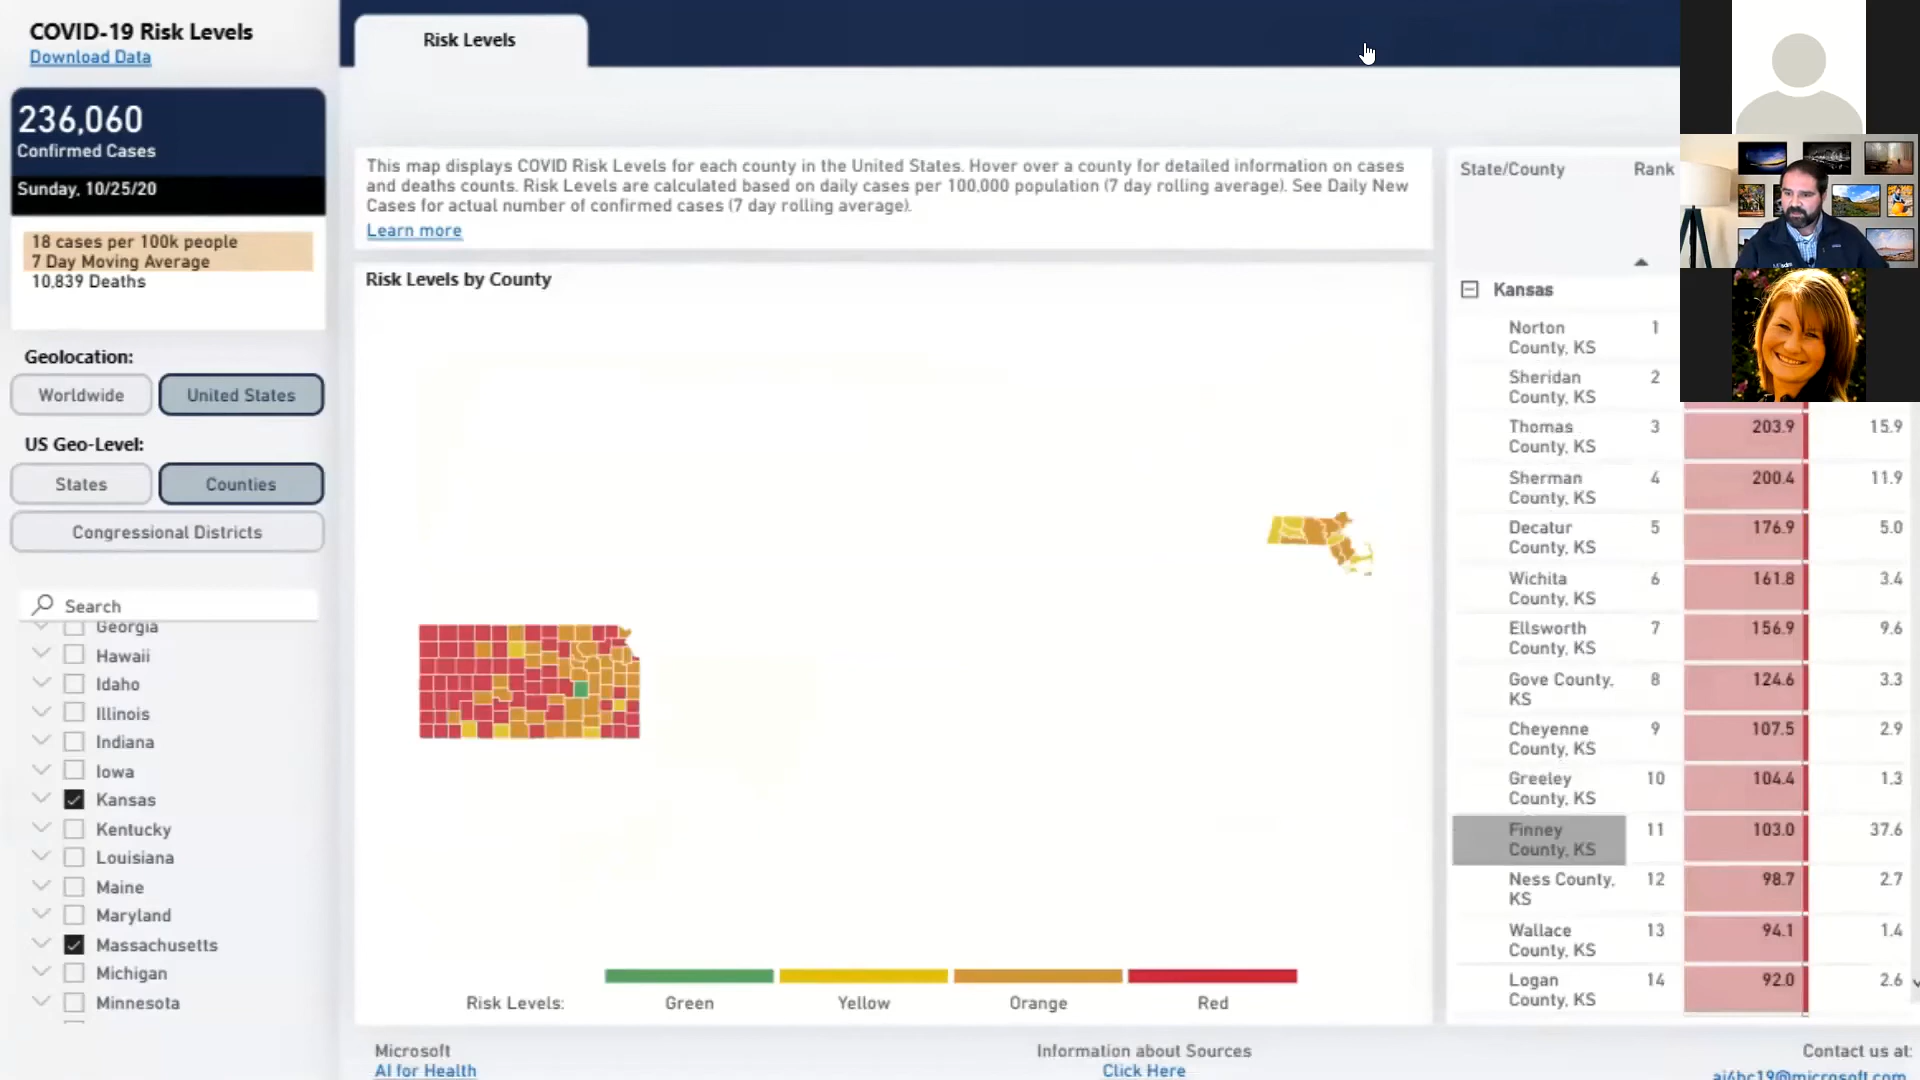 COVID-19 Risk Levels
Download Data
236,060
Confirmed Cases
Sunday, 10/25/20
18 cases per 100k people
7 Day Moving Average
10,839 Deaths
Geolocation:
Worldwide
United States
US Geo-Level:
States
Counties
Congressional Districts
Search
Georgia
Hawaii
Idaho
Illinois
Indiana
Iowa
Kansas
Kentucky
Louisiana
Maine
Maryland
Massachusetts
Michigan
Minnesota
Risk Levels
This map displays COVID Risk Levels for each county in the United States. Hover over a county for detailed information on cases
and deaths counts. Risk Levels are calculated based on daily cases per 100,000 population (7 day rolling average). See Daily New
Cases for actual number of confirmed cases (7 day rolling average).
Learn more
Risk Levels by County
Risk Levels:
Green
Yellow
Orange
Red
State/County Rank
Kansas
Norton 1
County, KS
Sheridan 2
County, KS
Thomas 3 203.9 15.9
County, KS
Sherman 4 200.4 11.9
County, KS
Decatur 5 176.9 5.0
County, KS
Wichita 6 161.8 3.4
County, KS
Ellsworth 7 156.9 9.6
County, KS
Gove County, 8 124.6 3.3
KS
Cheyenne 9 107.5 2.9
County, KS
Greeley 10 104.4 1.3
County, KS
Finney 11 103.0 37.6
County, KS
Ness County, 12 98.7 2.7
KS
Wallace 13 94.1 1.4
County, KS
Logan 14 92.0 2.6
County, KS
Microsoft
AI for Health
Information about Sources
Click Here
Contact us at:
ai4hc19@microsoft.com